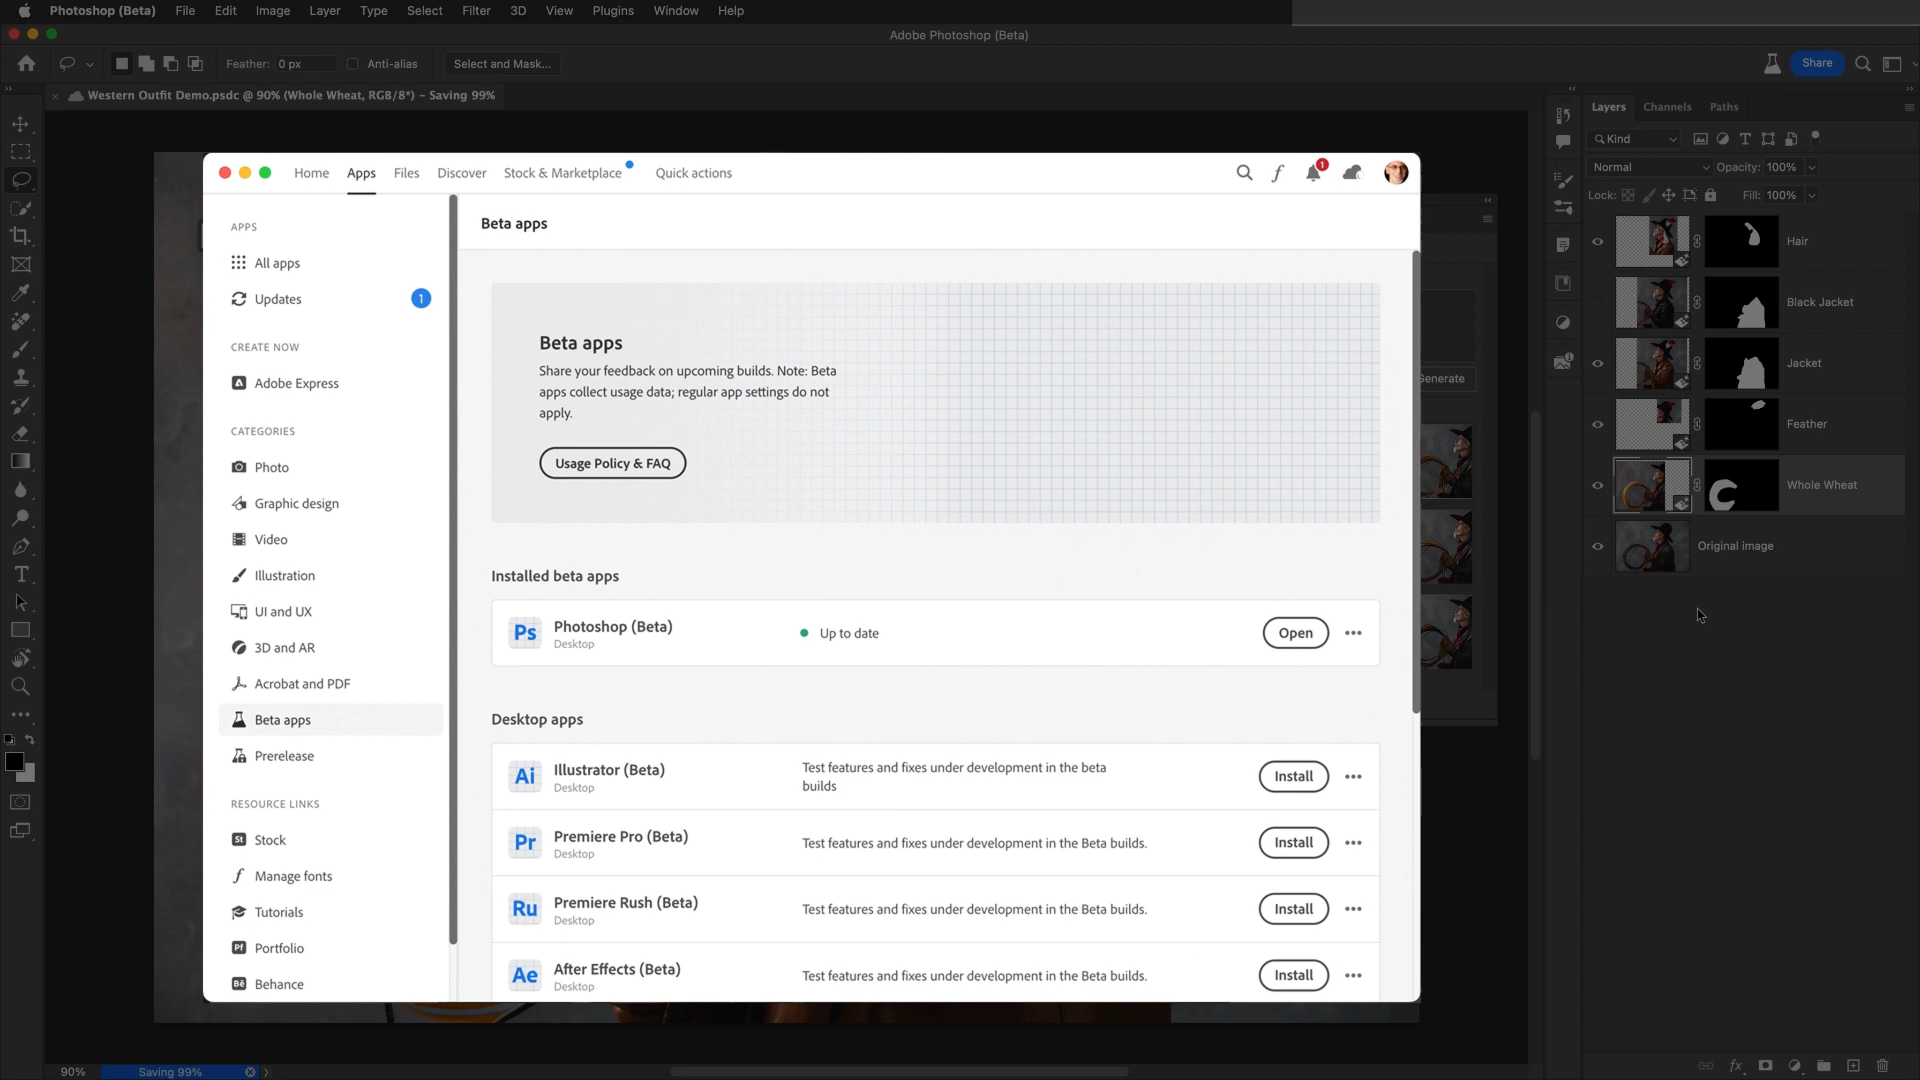 Photoshop (Beta) File Edit Image Layer Type Select Filter 3D View Plugins Window Help
Adobe Photoshop (Beta)
Feather: 0 px Anti-alias Select and Mask... Share
Western Outfit Demo.psdc @ 90% (Whole Wheat, RGB/8*) – Saving 99%
Home Apps Files Discover Stock & Marketplace Quick actions 1
APPS
All apps
Updates 1
CREATE NOW
Adobe Express
CATEGORIES
Photo
Graphic design
Video
Illustration
UI and UX
3D and AR
Acrobat and PDF
Beta apps
Prerelease
RESOURCE LINKS
St Stock
Manage fonts
Tutorials
Pf Portfolio
Bē Behance
Beta apps
Beta apps
Share your feedback on upcoming builds. Note: Beta
apps collect usage data; regular app settings do not
apply.
Usage Policy & FAQ
Installed beta apps
Ps Photoshop (Beta)
Desktop
Up to date
Open
Desktop apps
Ai Illustrator (Beta)
Desktop
Test features and fixes under development in the beta
builds
Install
Pr Premiere Pro (Beta)
Desktop
Test features and fixes under development in the Beta builds.
Install
Ru Premiere Rush (Beta)
Desktop
Test features and fixes under development in the Beta builds.
Install
Ae After Effects (Beta)
Desktop
Test features and fixes under development in the Beta builds.
Install
Generate
Layers Channels Paths
Kind
Normal Opacity: 100%
Lock: Fill: 100%
Hair
Black Jacket
Jacket
Feather
Whole Wheat
Original image
fx
90% Saving 99%